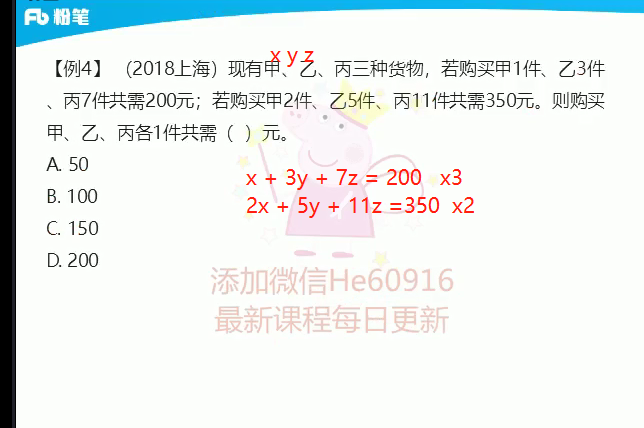 粉笔
x y z
【例4】（2018上海）现有甲、乙、丙三种货物，若购买甲1件、乙3件
、丙7件共需200元；若购买甲2件、乙5件、丙11件共需350元。则购买
甲、乙、丙各1件共需（ ）元。
A. 50
B. 100
C. 150
D. 200
x + 3y + 7z = 200 x3
2x + 5y + 11z =350 x2
添加微信He60916
最新课程每日更新